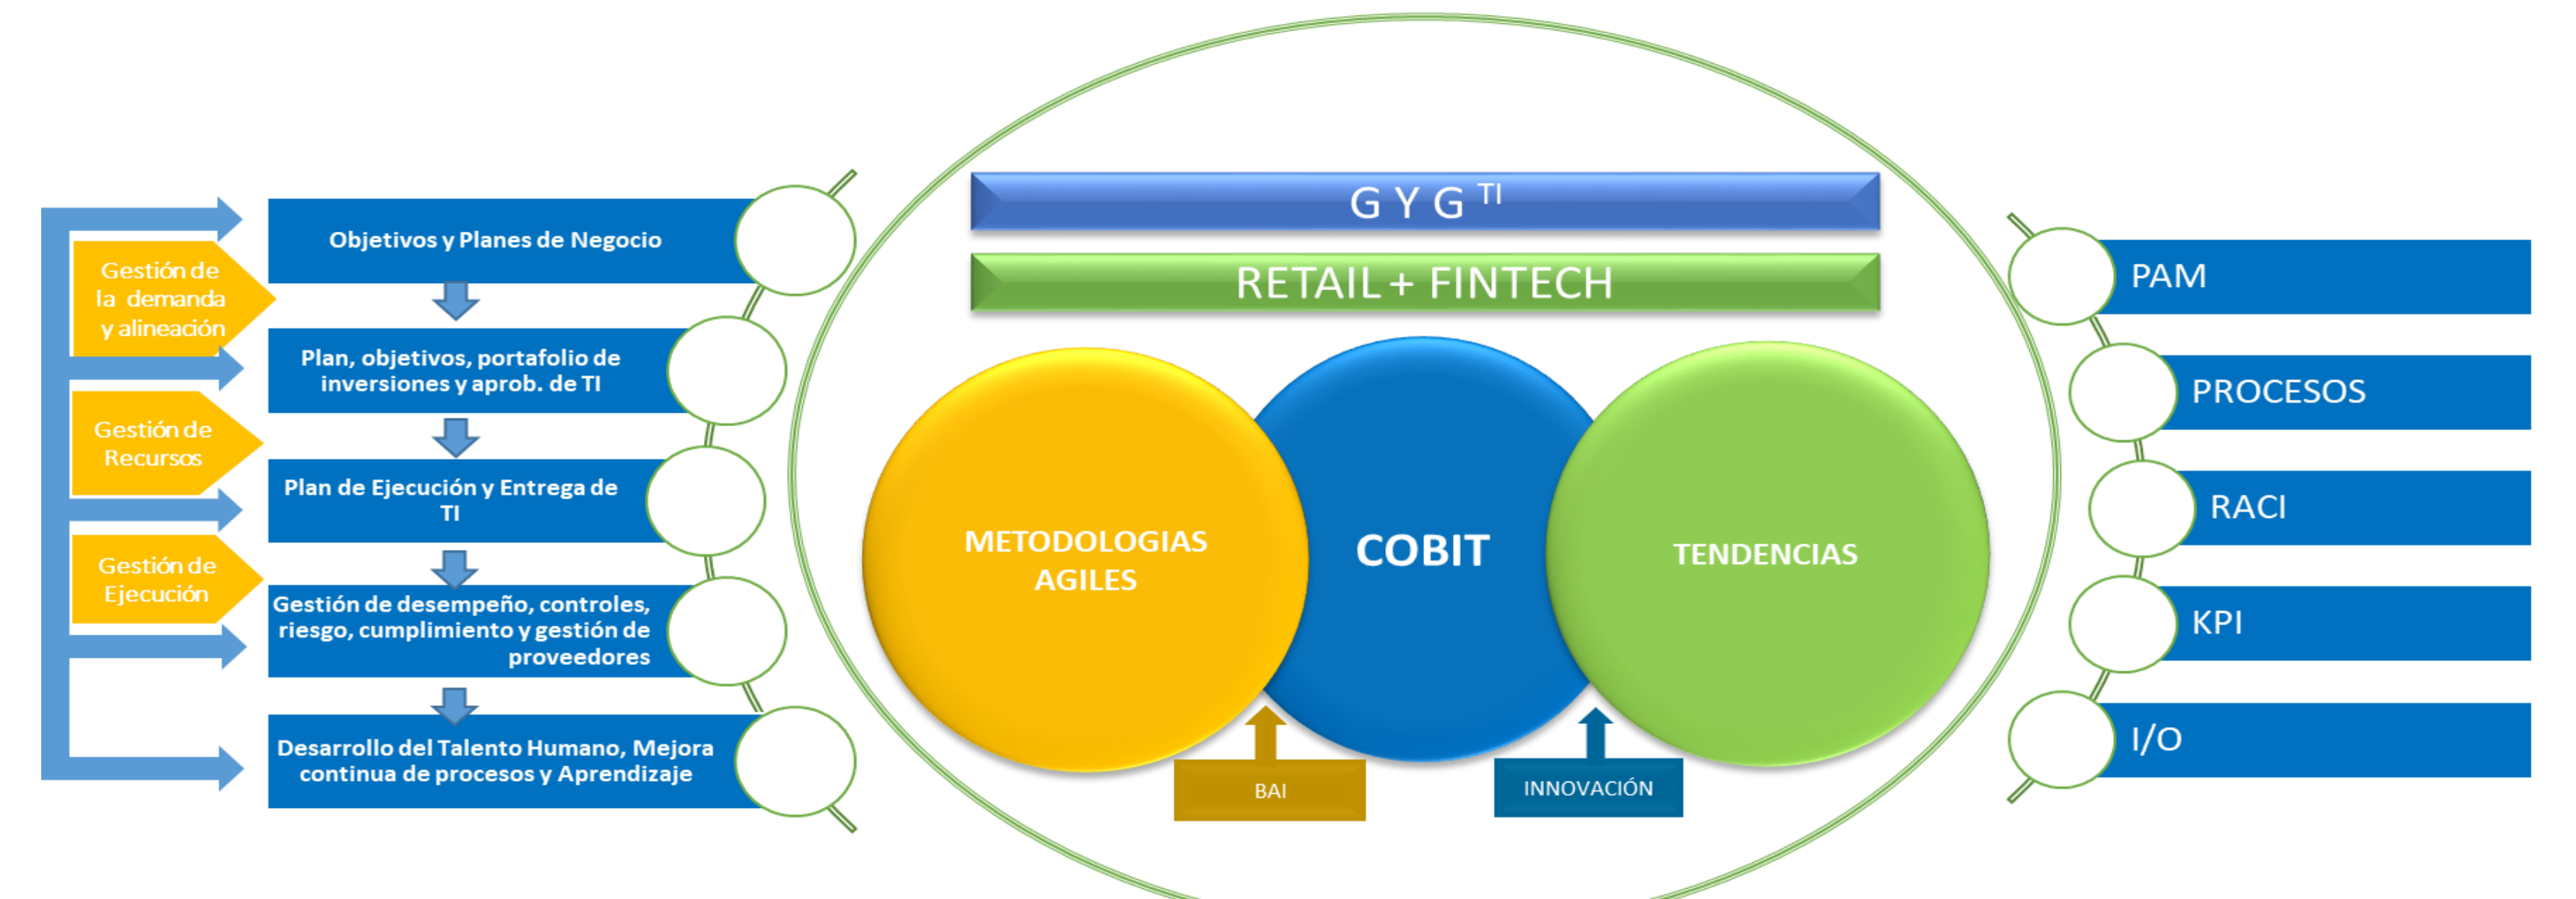 Gestión de
la demanda
y alineación
Gestión de
Recursos
Gestión de
Ejecución
Objetivos y Planes de Negocio
Plan, objetivos, portafolio de
inversiones y aprob. de TI
Plan de Ejecución y Entrega de
TI
Gestión de desempeño, controles,
riesgo, cumplimiento y gestión de
proveedores
Desarrollo del Talento Humano, Mejora
continua de procesos y Aprendizaje
G Y G TI
RETAIL + FINTECH
METODOLOGIAS
AGILES
COBIT
TENDENCIAS
BAI
INNOVACIÓN
PAM
PROCESOS
RACI
KPI
I/O